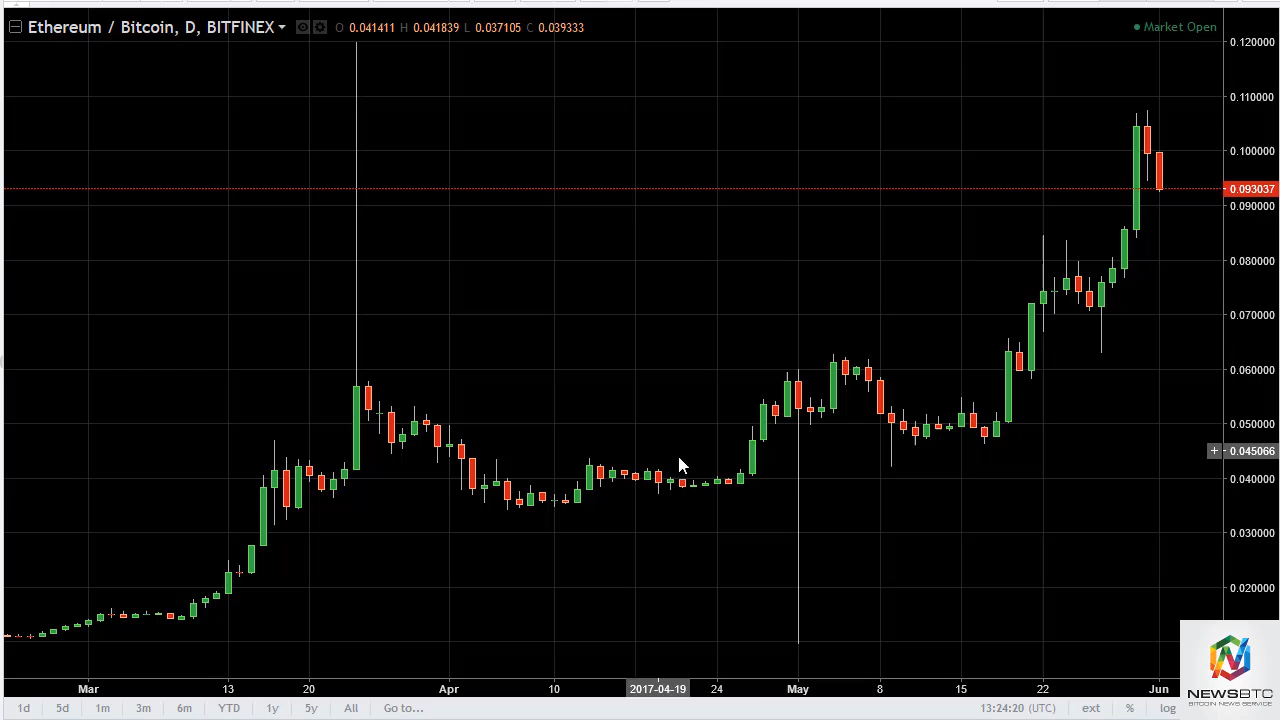 Ethereum / Bitcoin, D, BITFINEX O 0.041411 H 0.041839 L 0.037105 C 0.039333
Market Open
0.120000
0.110000
0.100000
0.093037
0.090000
0.080000
0.070000
0.060000
0.050000
+ 0.045066
0.040000
0.030000
0.020000
Mar 13 20 Apr 10 2017-04-19 24 May 8 15 22 Jun
NEWSBTC
BITCOIN NEWS SERVICE
1d 5d 1m 3m 6m YTD 1y 5y All Go to... 13:24:20 (UTC) ext % log